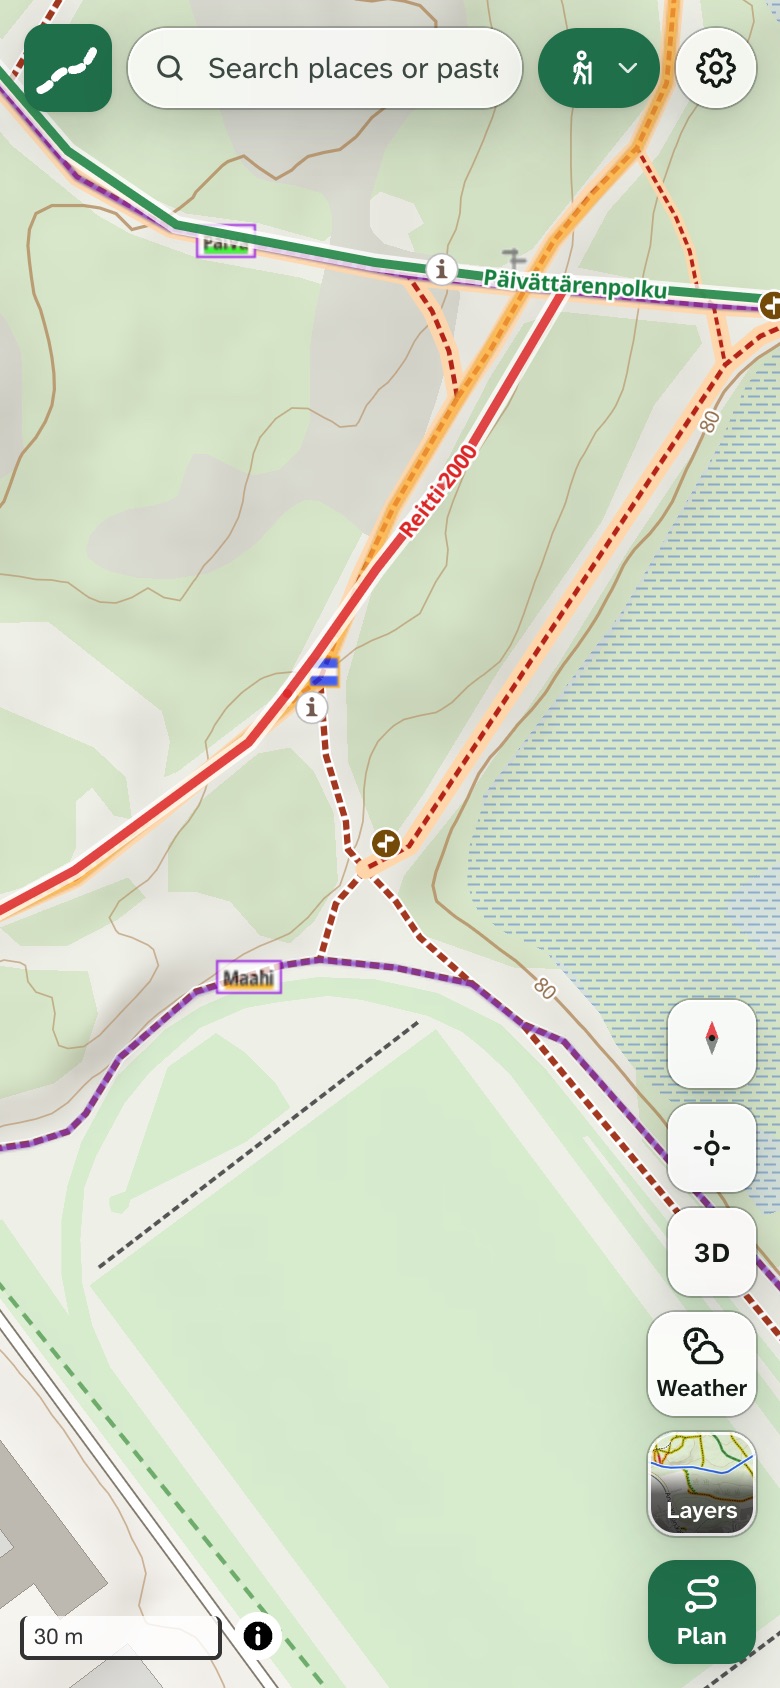 Search places or paste
Päivättärenpolku
80
Reitti 2000
Maahi
80
3D
Weather
Layers
30 m
Plan